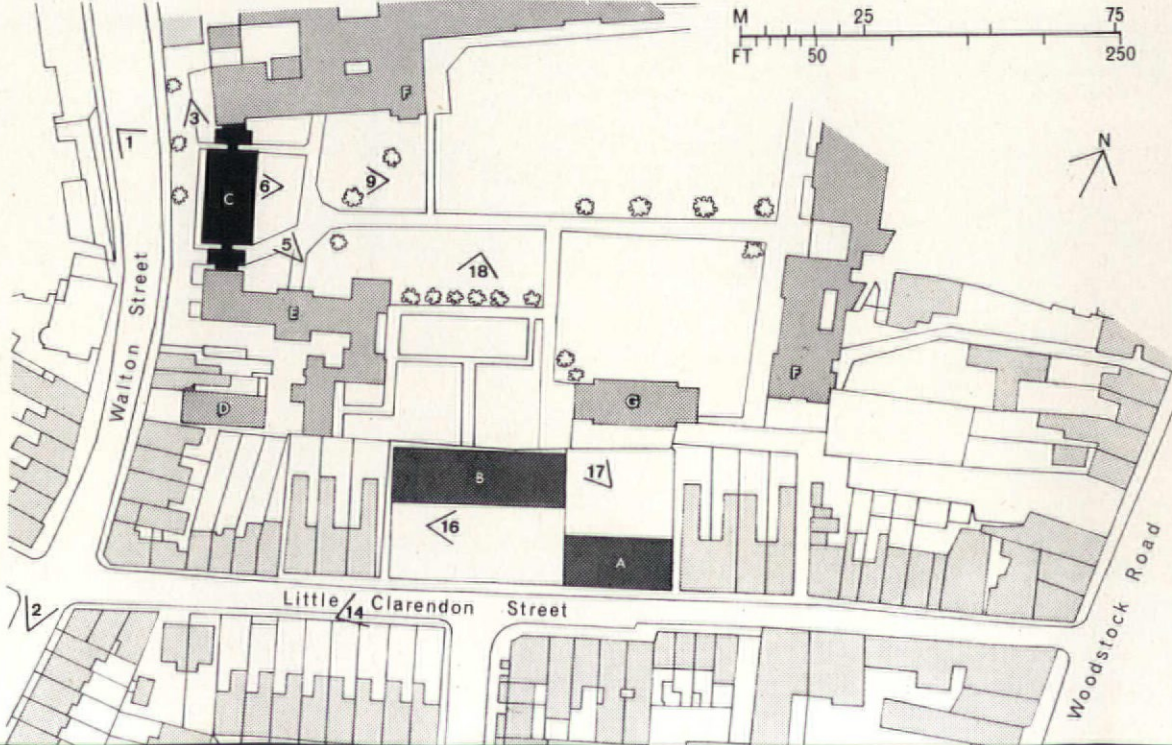 M 25 75
FT 50 250
N
F
3
1
C
6
9
5
18
E
F
Walton Street
D
G
B
17
16
A
2
Little Clarendon Street
14
Woodstock Road